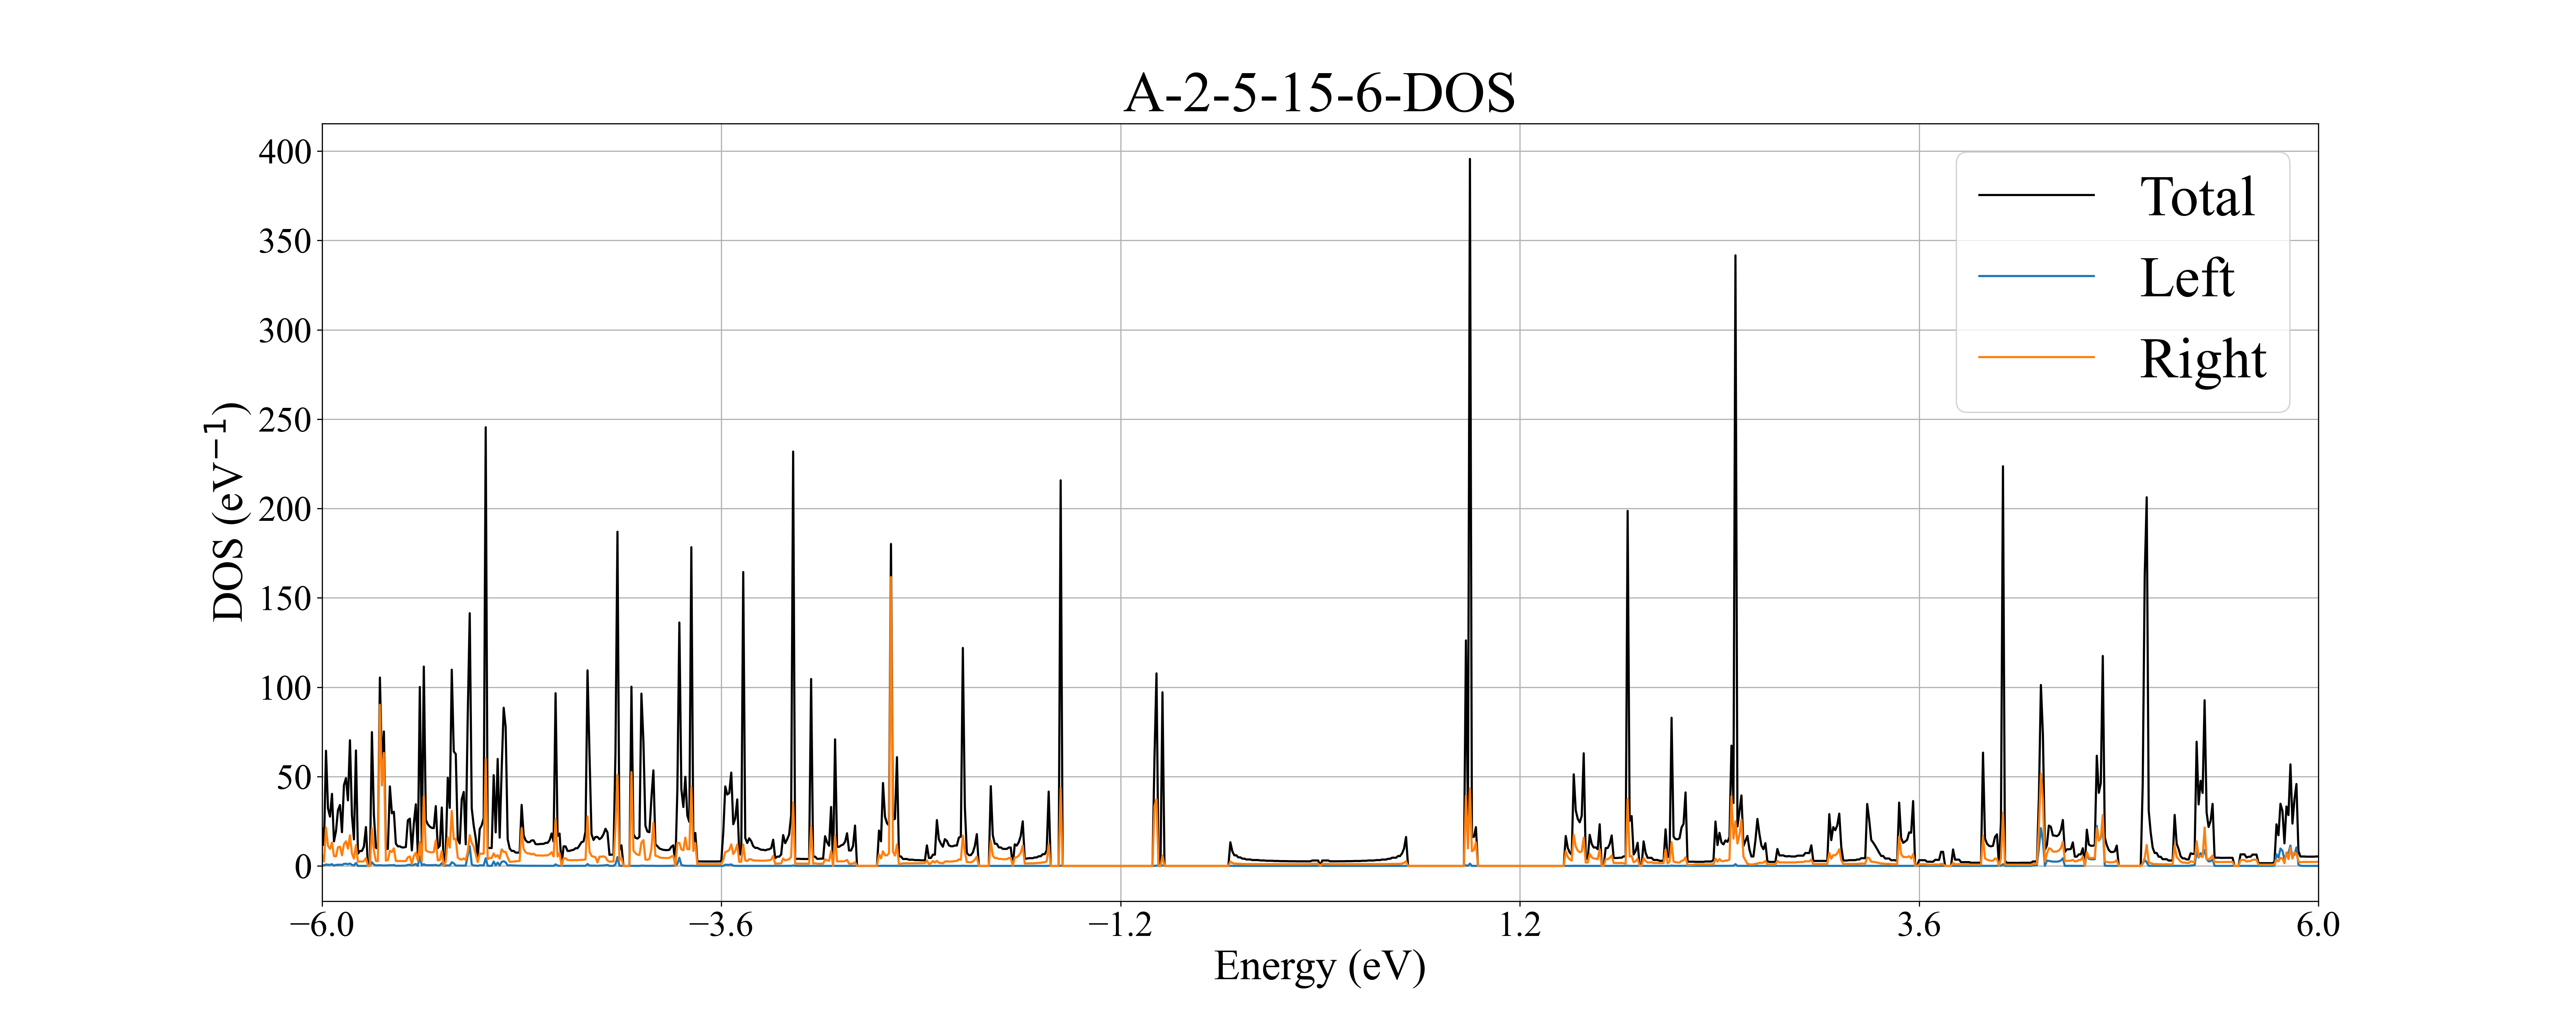 A-2-5-15-6-DOS
400
350
300
250
200
150
100
50
0
DOS (eV⁻¹)
Total
Left
Right
−6.0 −3.6 −1.2 1.2 3.6 6.0
Energy (eV)